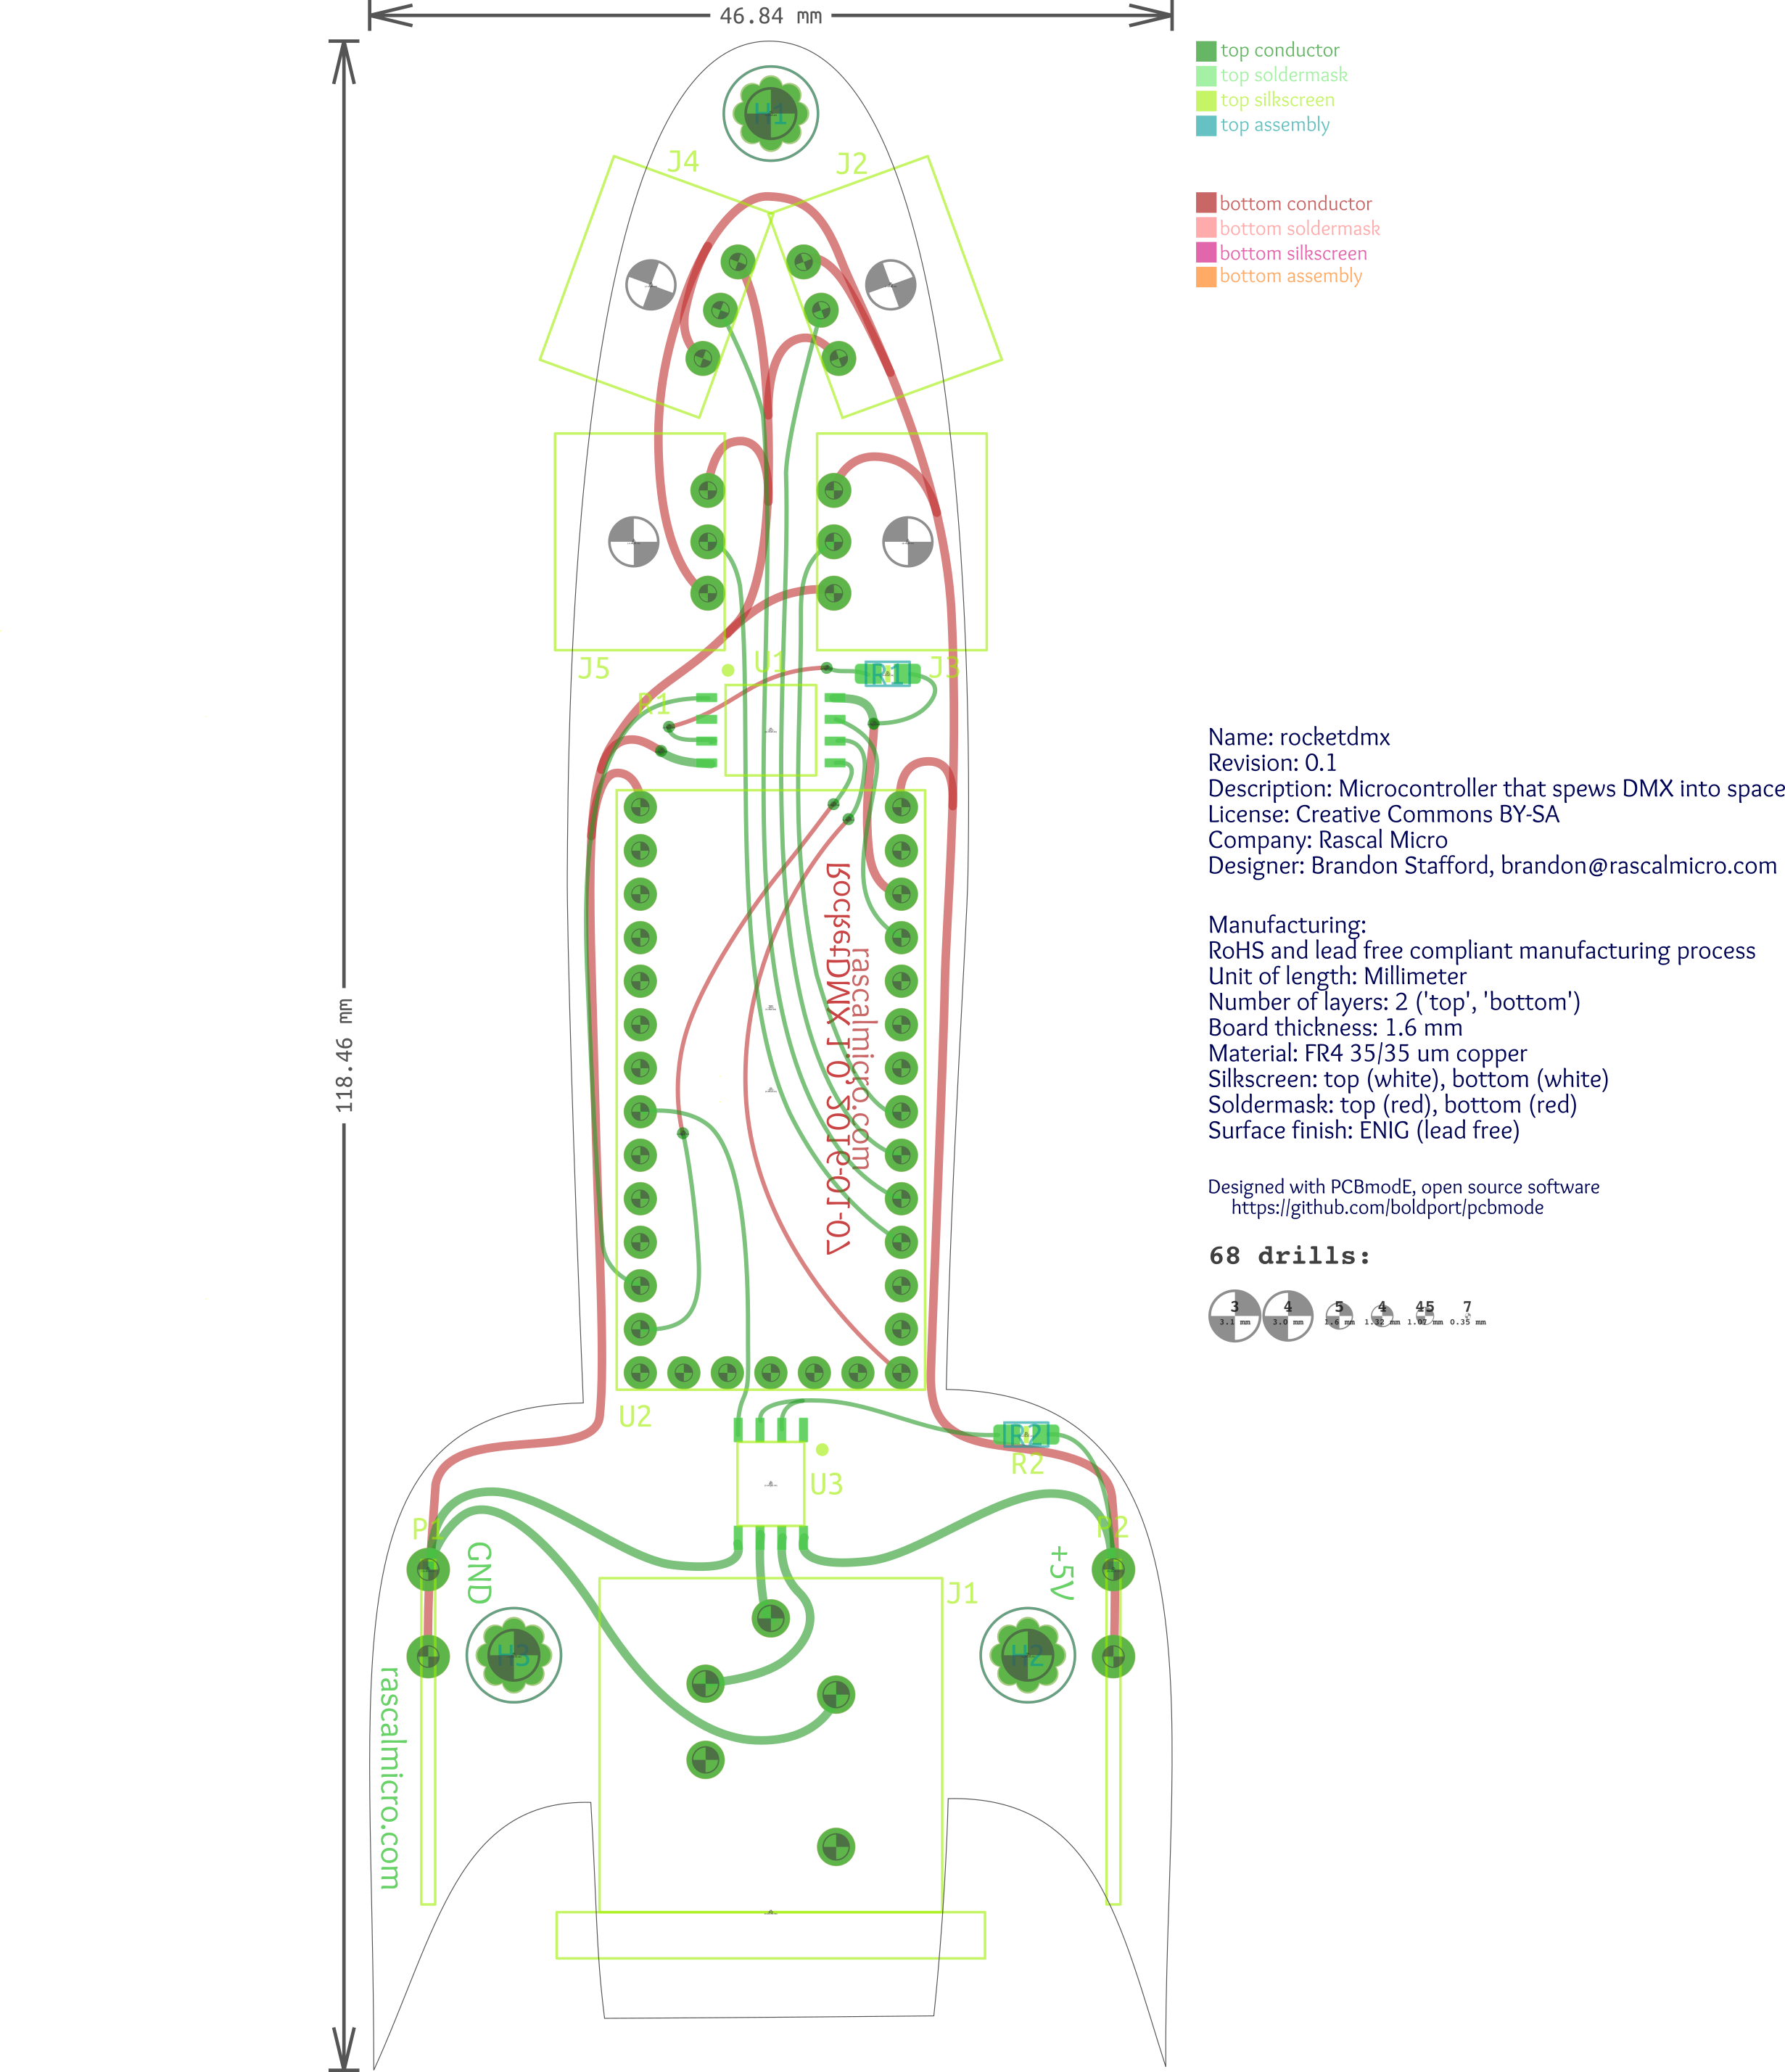 46.84 mm
top conductor
top soldermask
top silkscreen
top assembly
bottom conductor
bottom soldermask
bottom silkscreen
bottom assembly
H1
J4
J2
J5
U1
R1
J3
R1
118.46 mm
Name: rocketdmx
Revision: 0.1
Description: Microcontroller that spews DMX into space
License: Creative Commons BY-SA
Company: Rascal Micro
Designer: Brandon Stafford, brandon@rascalmicro.com
Manufacturing:
RoHS and lead free compliant manufacturing process
Unit of length: Millimeter
Number of layers: 2 ('top', 'bottom')
Board thickness: 1.6 mm
Material: FR4 35/35 um copper
Silkscreen: top (white), bottom (white)
Soldermask: top (red), bottom (red)
Surface finish: ENIG (lead free)
Designed with PCBmodE, open source software
https://github.com/boldport/pcbmode
68 drills:
3 4 5 4 45 7
3.1 mm 3.0 mm 1.6 mm 1.32 mm 1.07 mm 0.35 mm
RocketDMX 1.0, 2016-01-07
rascalmicro.com
U2
R2
R2
U3
P1
P2
GND
+5V
J1
H3
H2
rascalmicro.com